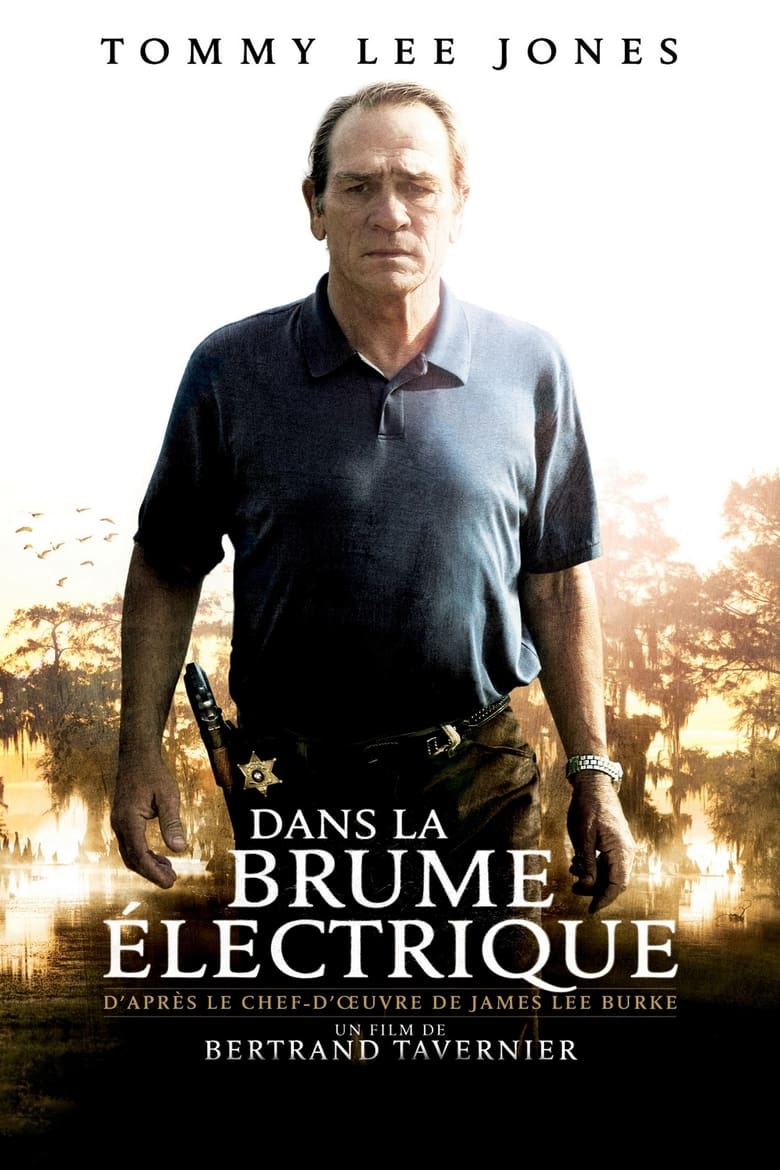 TOMMY LEE JONES
DANS LA
BRUME
ÉLECTRIQUE
D'APRÈS LE CHEF-D'ŒUVRE DE JAMES LEE BURKE
UN FILM DE
BERTRAND TAVERNIER